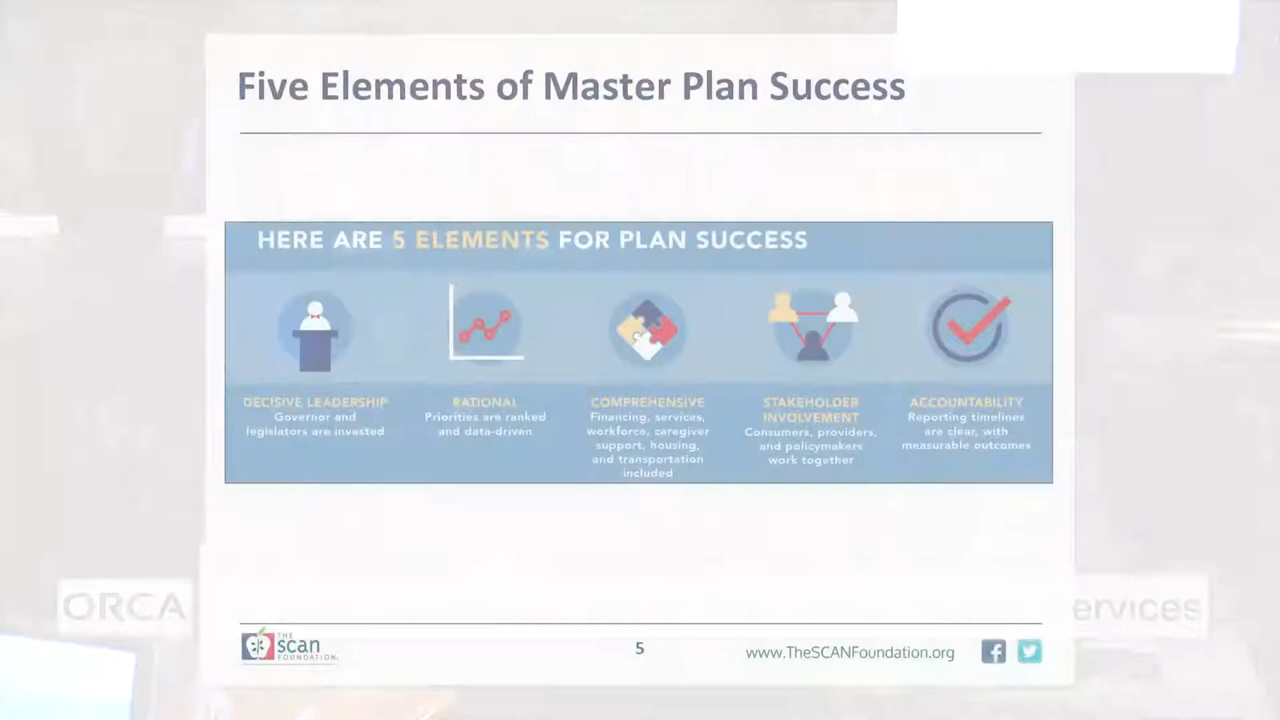 Five Elements of Master Plan Success
HERE ARE 5 ELEMENTS FOR PLAN SUCCESS
DECISIVE LEADERSHIP
Governor and
legislators are invested
RATIONAL
Priorities are ranked
and data-driven
COMPREHENSIVE
Financing, services,
workforce, caregiver
support, housing,
and transportation
included
STAKEHOLDER
INVOLVEMENT
Consumers, providers,
and policymakers
work together
ACCOUNTABILITY
Reporting timelines
are clear, with
measurable outcomes
ORCA
ervices
THE
scan
FOUNDATION.
5
www.TheSCANFoundation.org